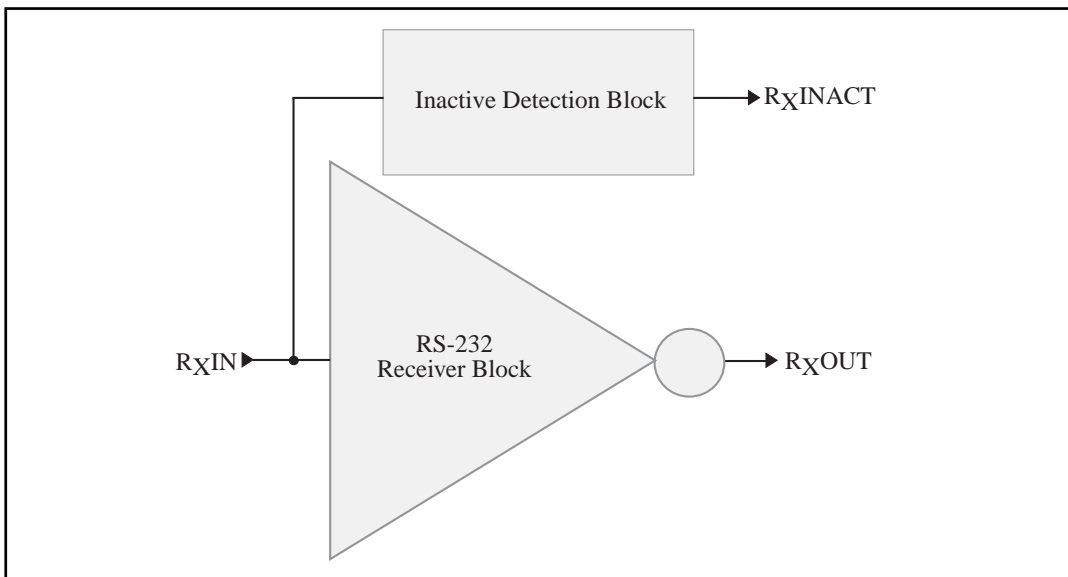 Inactive Detection Block
RXINACT
RS-232
Receiver Block
RXIN
RXOUT